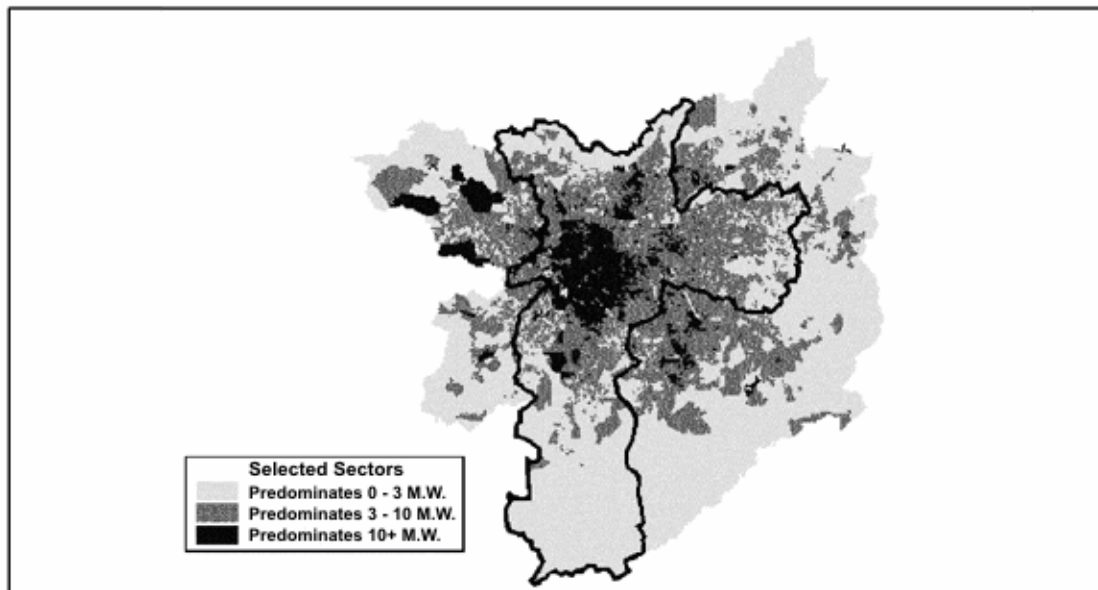 Selected Sectors
Predominates 0 - 3 M.W.
Predominates 3 - 10 M.W.
Predominates 10+ M.W.